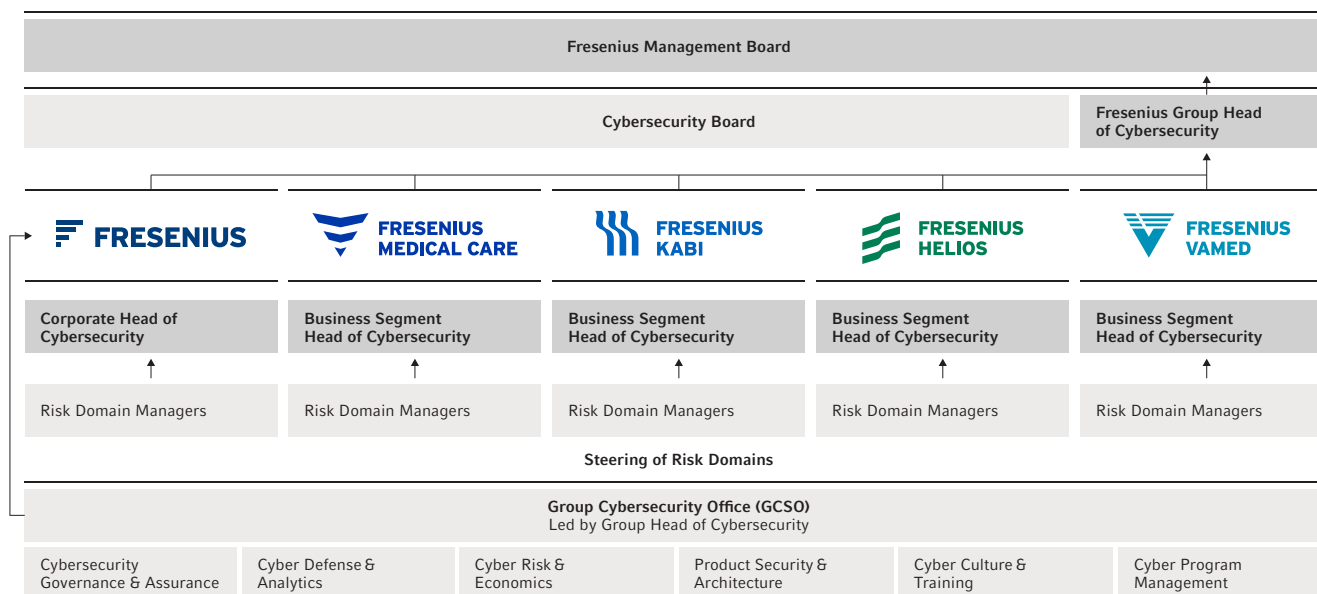 Fresenius Management Board
Cybersecurity Board
Fresenius Group Head
of Cybersecurity
FRESENIUS
FRESENIUS
MEDICAL CARE
FRESENIUS
KABI
FRESENIUS
HELIOS
FRESENIUS
VAMED
Corporate Head of
Cybersecurity
Business Segment
Head of Cybersecurity
Business Segment
Head of Cybersecurity
Business Segment
Head of Cybersecurity
Business Segment
Head of Cybersecurity
Risk Domain Managers
Risk Domain Managers
Risk Domain Managers
Risk Domain Managers
Risk Domain Managers
Steering of Risk Domains
Group Cybersecurity Office (GCSO)
Led by Group Head of Cybersecurity
Cybersecurity
Governance & Assurance
Cyber Defense &
Analytics
Cyber Risk &
Economics
Product Security &
Architecture
Cyber Culture &
Training
Cyber Program
Management